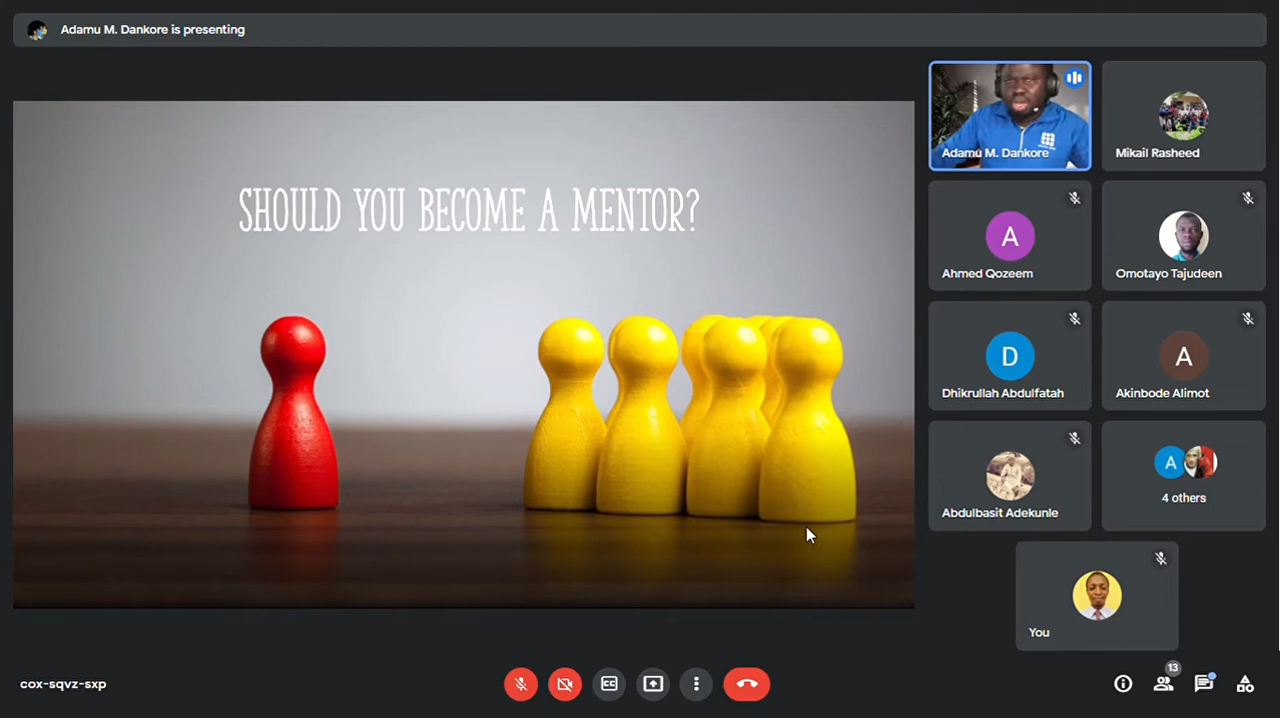 Adamu M. Dankore is presenting
SHOULD YOU BECOME A MENTOR?
Adamu M. Dankore
Mikail Rasheed
A
Ahmed Qozeem
Omotayo Tajudeen
D
Dhikrullah Abdulfatah
A
Akinbode Alimot
Abdulbasit Adekunle
A
4 others
You
cox-sqvz-sxp
CC
13